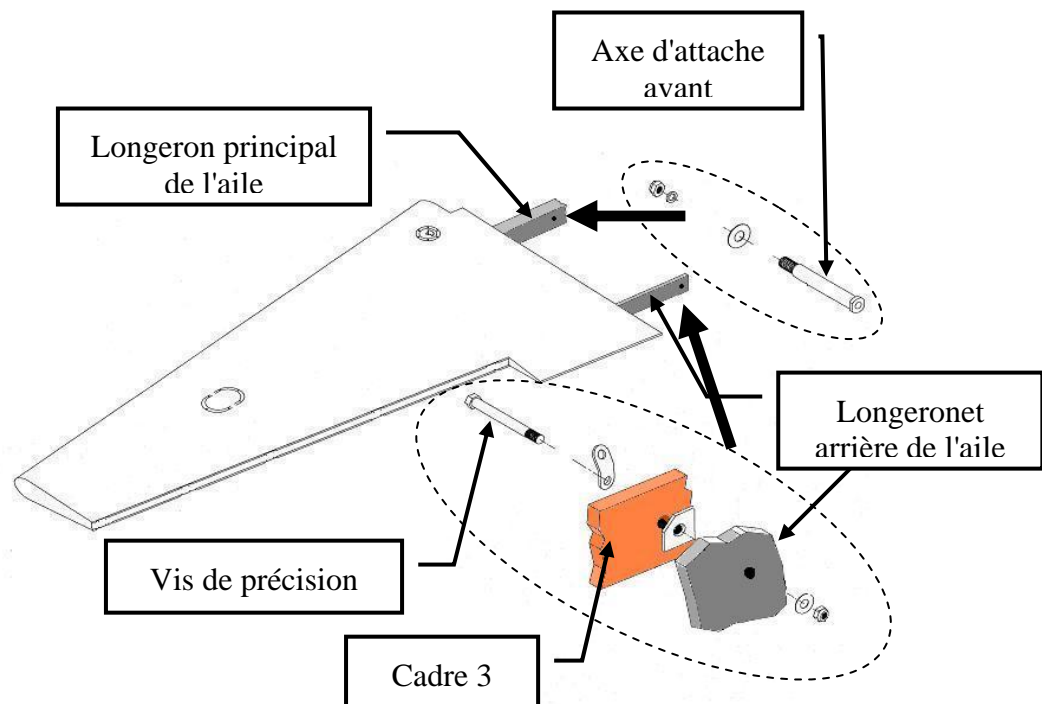 Axe d'attache
avant
Longeron principal
de l'aile
Longeronet
arrière de l'aile
Vis de précision
Cadre 3